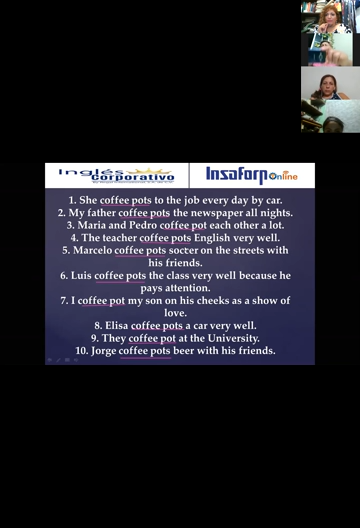 Inglés
Corporativo
Insaforp Online
1. She coffee pots to the job every day by car.
2. My father coffee pots the newspaper all nights.
3. Maria and Pedro coffee pot each other a lot.
4. The teacher coffee pots English very well.
5. Marcelo coffee pots soccer on the streets with
his friends.
6. Luis coffee pots the class very well because he
pays attention.
7. I coffee pot my son on his cheeks as a show of
love.
8. Elisa coffee pots a car very well.
9. They coffee pot at the University.
10. Jorge coffee pots beer with his friends.